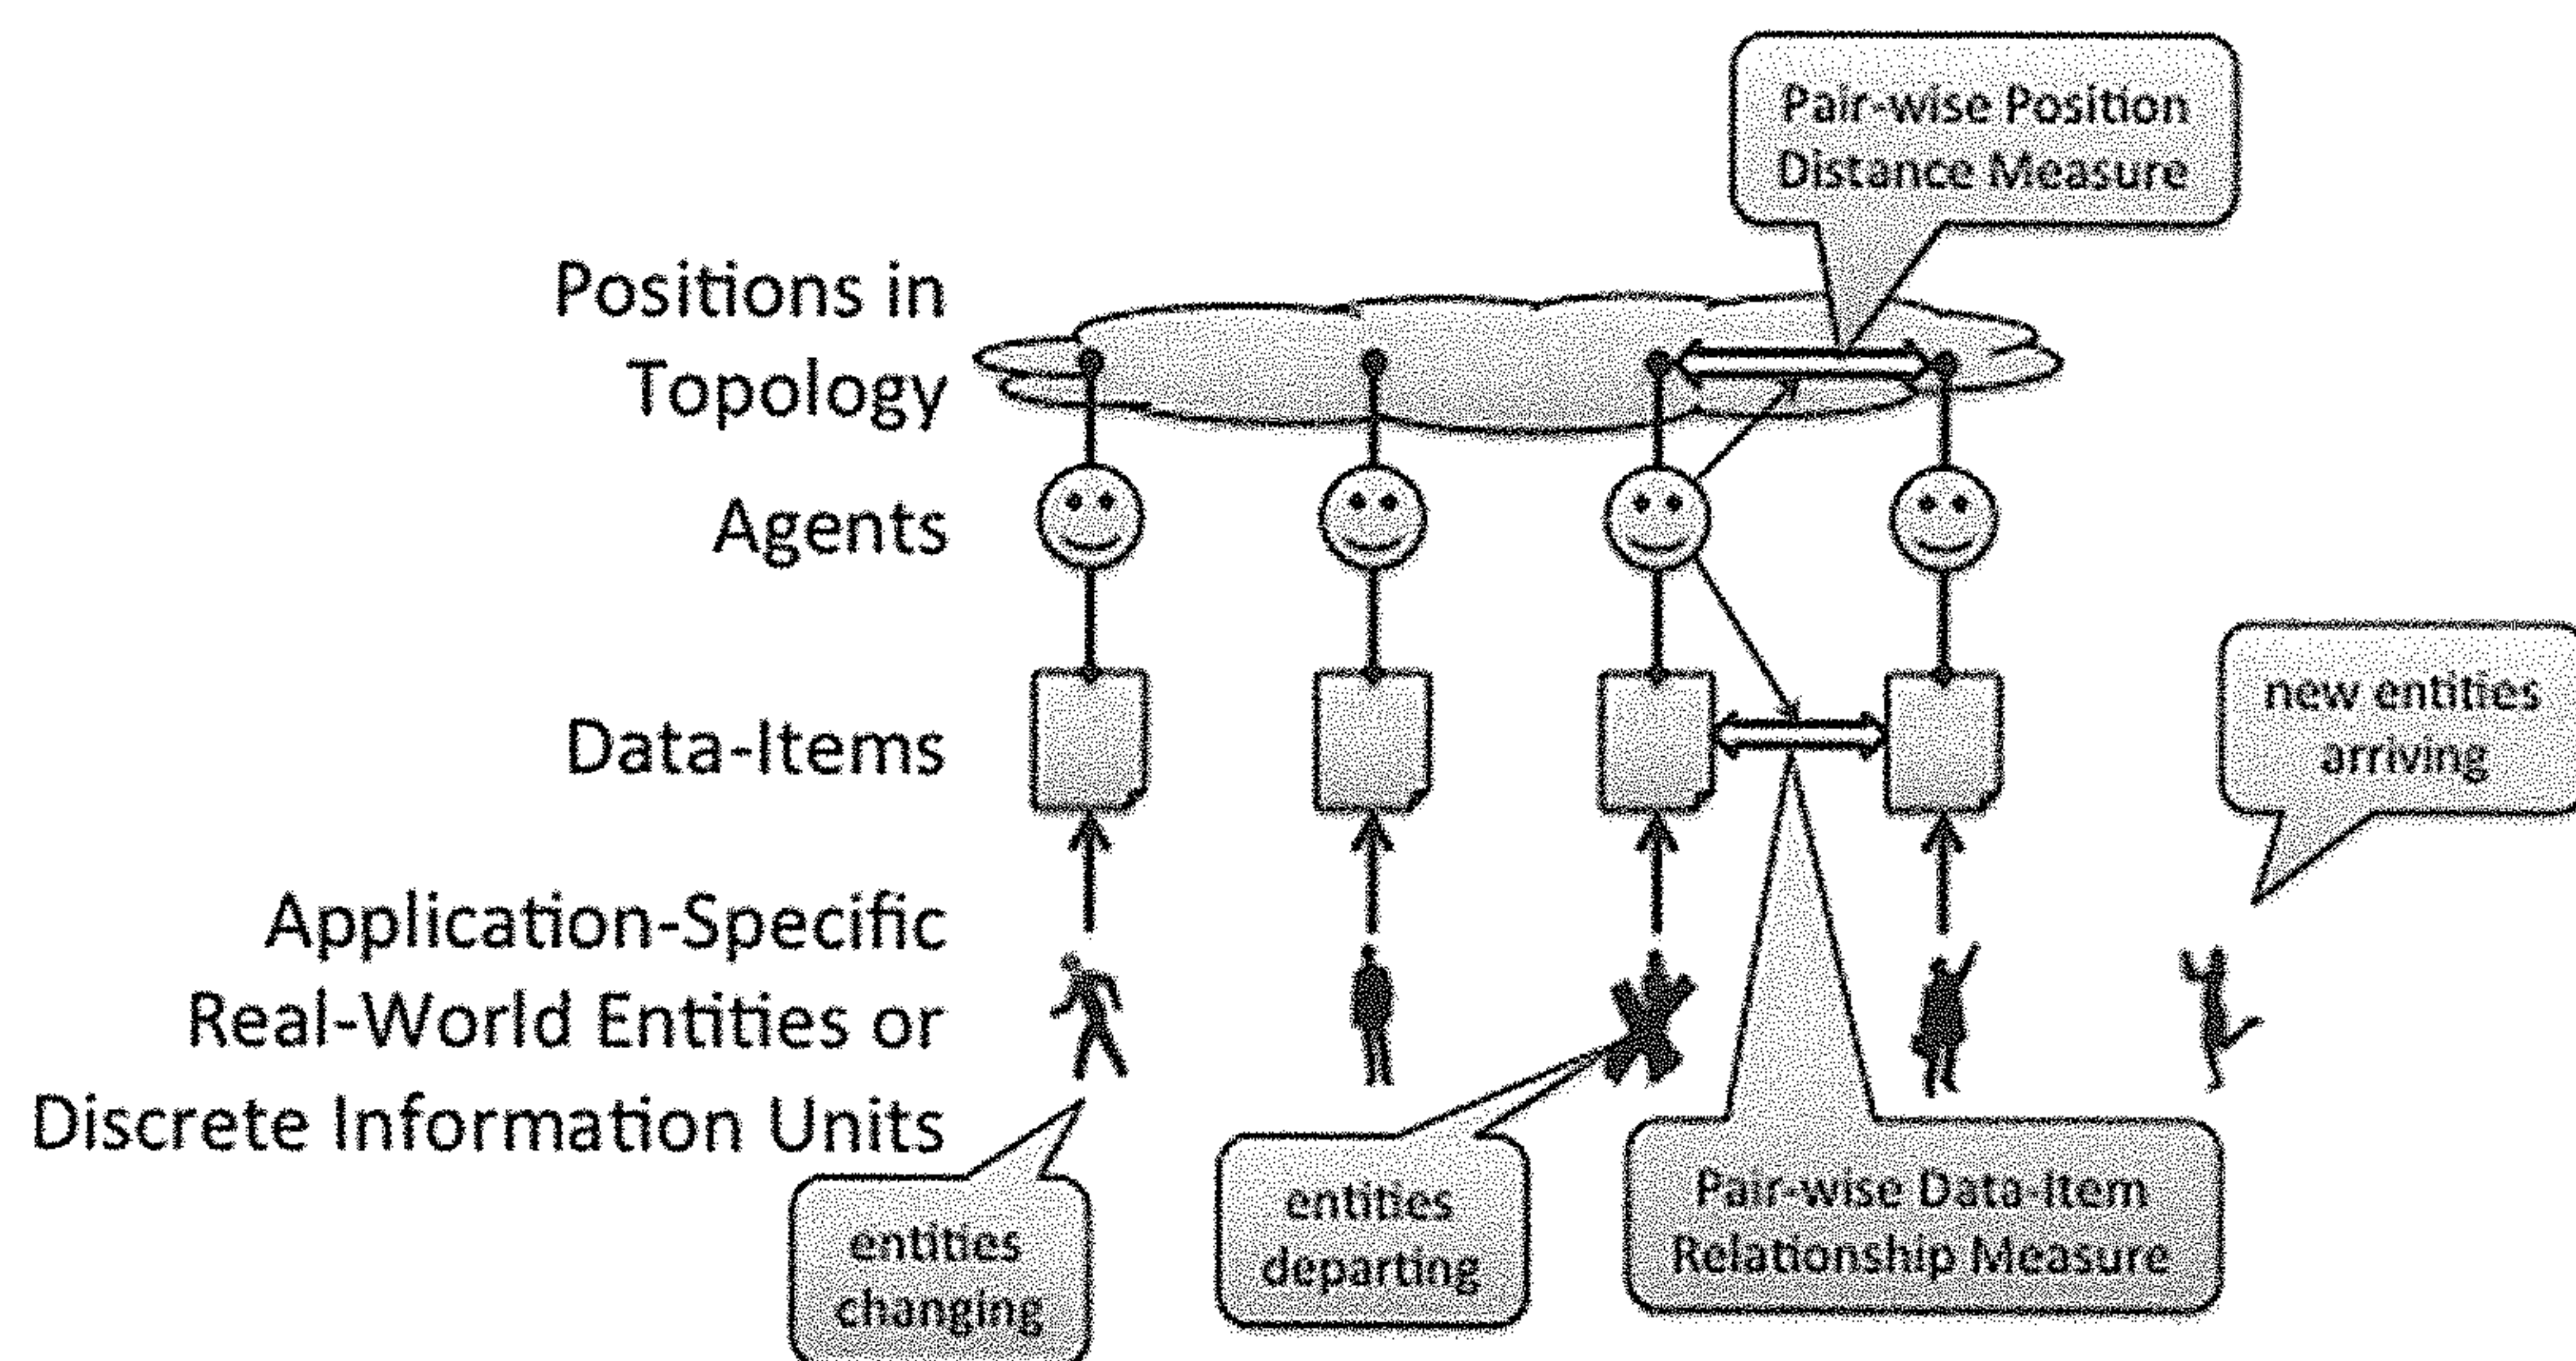 Pair-wise Position
Distance Measure
Positions in
Topology
Agents
Data-Items
new entities
arriving
Application-Specific
Real-World Entities or
Discrete Information Units
entities
changing
entities
departing
Pair-wise Data-Item
Relationship Measure